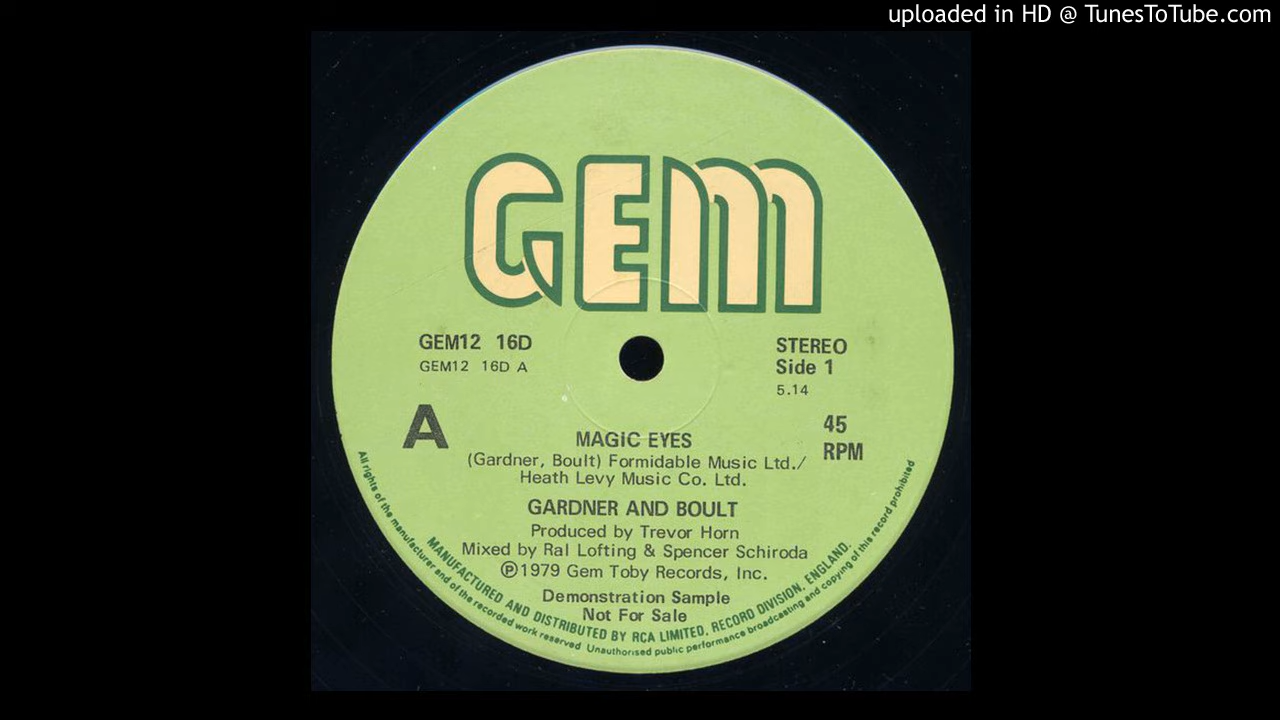 uploaded in HD @ TunesToTube.com
GEM
GEM12 16D
GEM12 16D A
STEREO
Side 1
5.14
A
45
RPM
MAGIC EYES
(Gardner, Boult) Formidable Music Ltd./
Heath Levy Music Co. Ltd.
GARDNER AND BOULT
Produced by Trevor Horn
Mixed by Ral Lofting & Spencer Schiroda
℗1979 Gem Toby Records, Inc.
Demonstration Sample
Not For Sale
MANUFACTURED AND DISTRIBUTED BY RCA LIMITED, RECORD DIVISION, ENGLAND.
All rights of the manufacturer and of the recorded work reserved Unauthorised public performance broadcasting and copying of this record prohibited